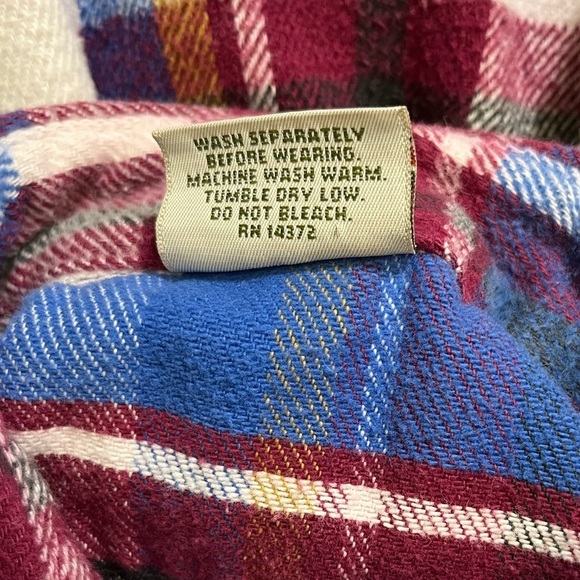 WASH SEPARATELY
BEFORE WEARING.
MACHINE WASH WARM.
TUMBLE DRY LOW.
DO NOT BLEACH.
RN 14372